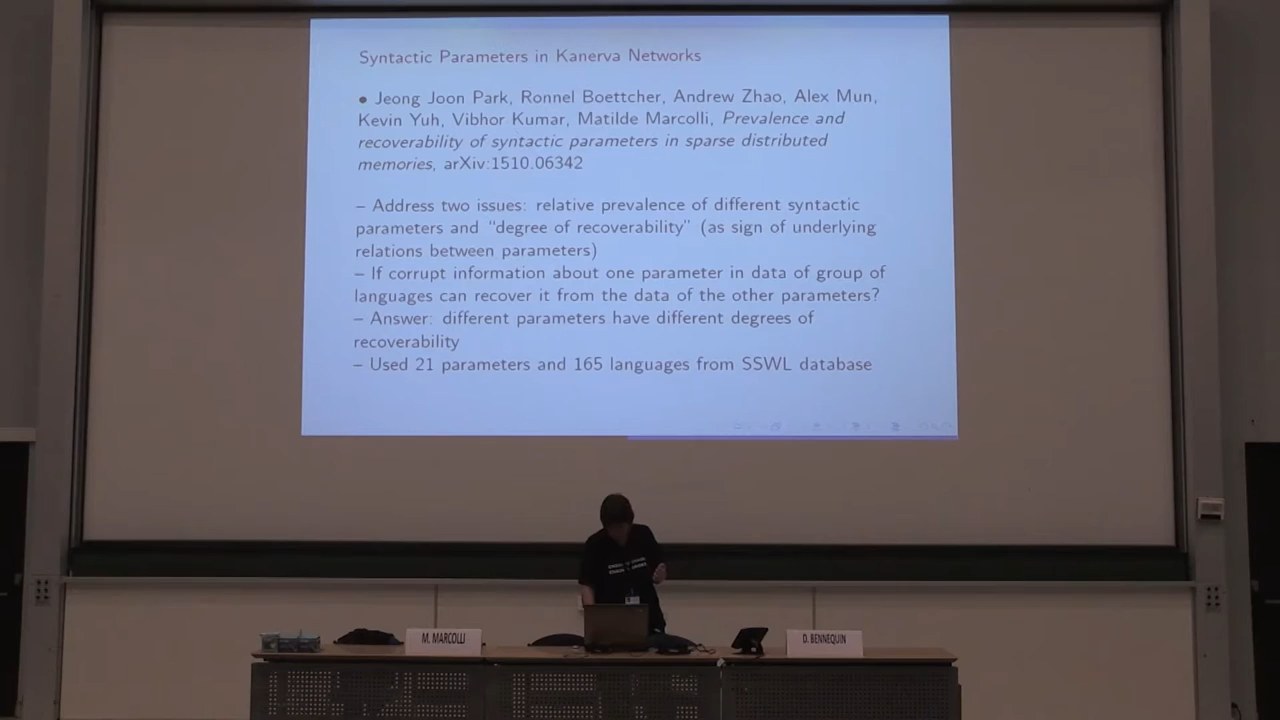 Syntactic Parameters in Kanerva Networks
• Jeong Joon Park, Ronnel Boettcher, Andrew Zhao, Alex Mun,
Kevin Yuh, Vibhor Kumar, Matilde Marcolli, Prevalence and
recoverability of syntactic parameters in sparse distributed
memories, arXiv:1510.06342
– Address two issues: relative prevalence of different syntactic
parameters and "degree of recoverability" (as sign of underlying
relations between parameters)
– If corrupt information about one parameter in data of group of
languages can recover it from the data of the other parameters?
– Answer: different parameters have different degrees of
recoverability
– Used 21 parameters and 165 languages from SSWL database
M. MARCOLLI
D. BENNEQUIN